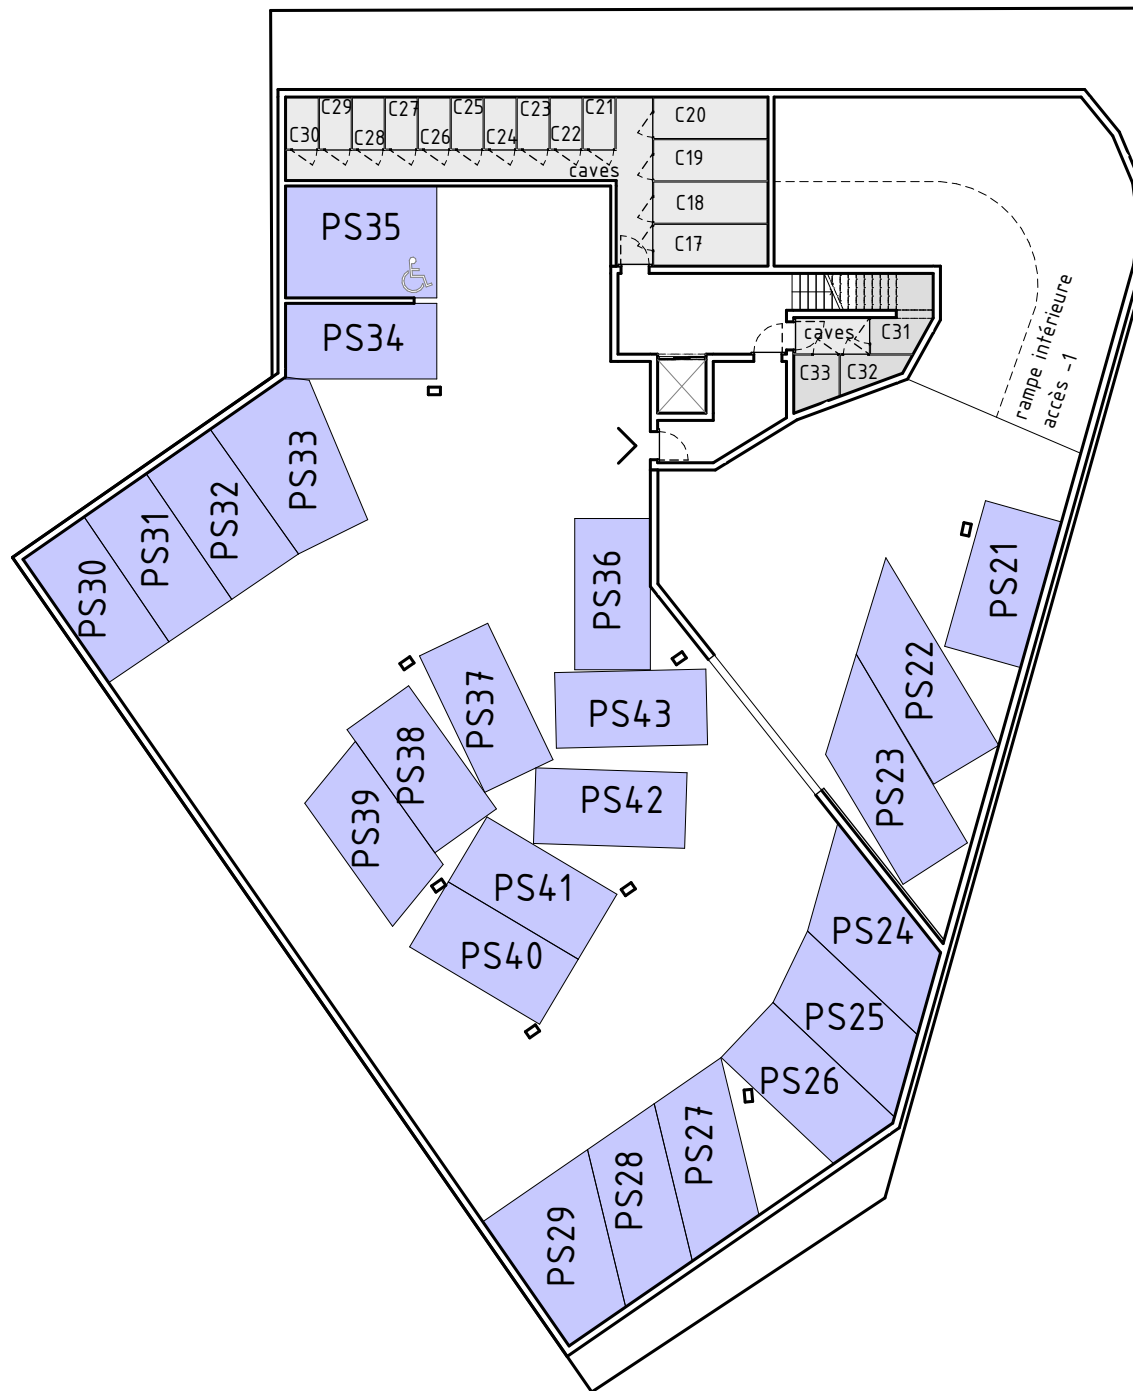 C30
C29
C28
C27
C26
C25
C24
C23
C22
C21
C20
C19
C18
C17
caves
PS35
PS34
caves
C31
C33
C32
rampe intérieure
accès -1
PS33
PS32
PS31
PS30
PS36
PS21
PS22
PS23
PS37
PS43
PS38
PS42
PS39
PS41
PS40
PS24
PS25
PS26
PS27
PS28
PS29